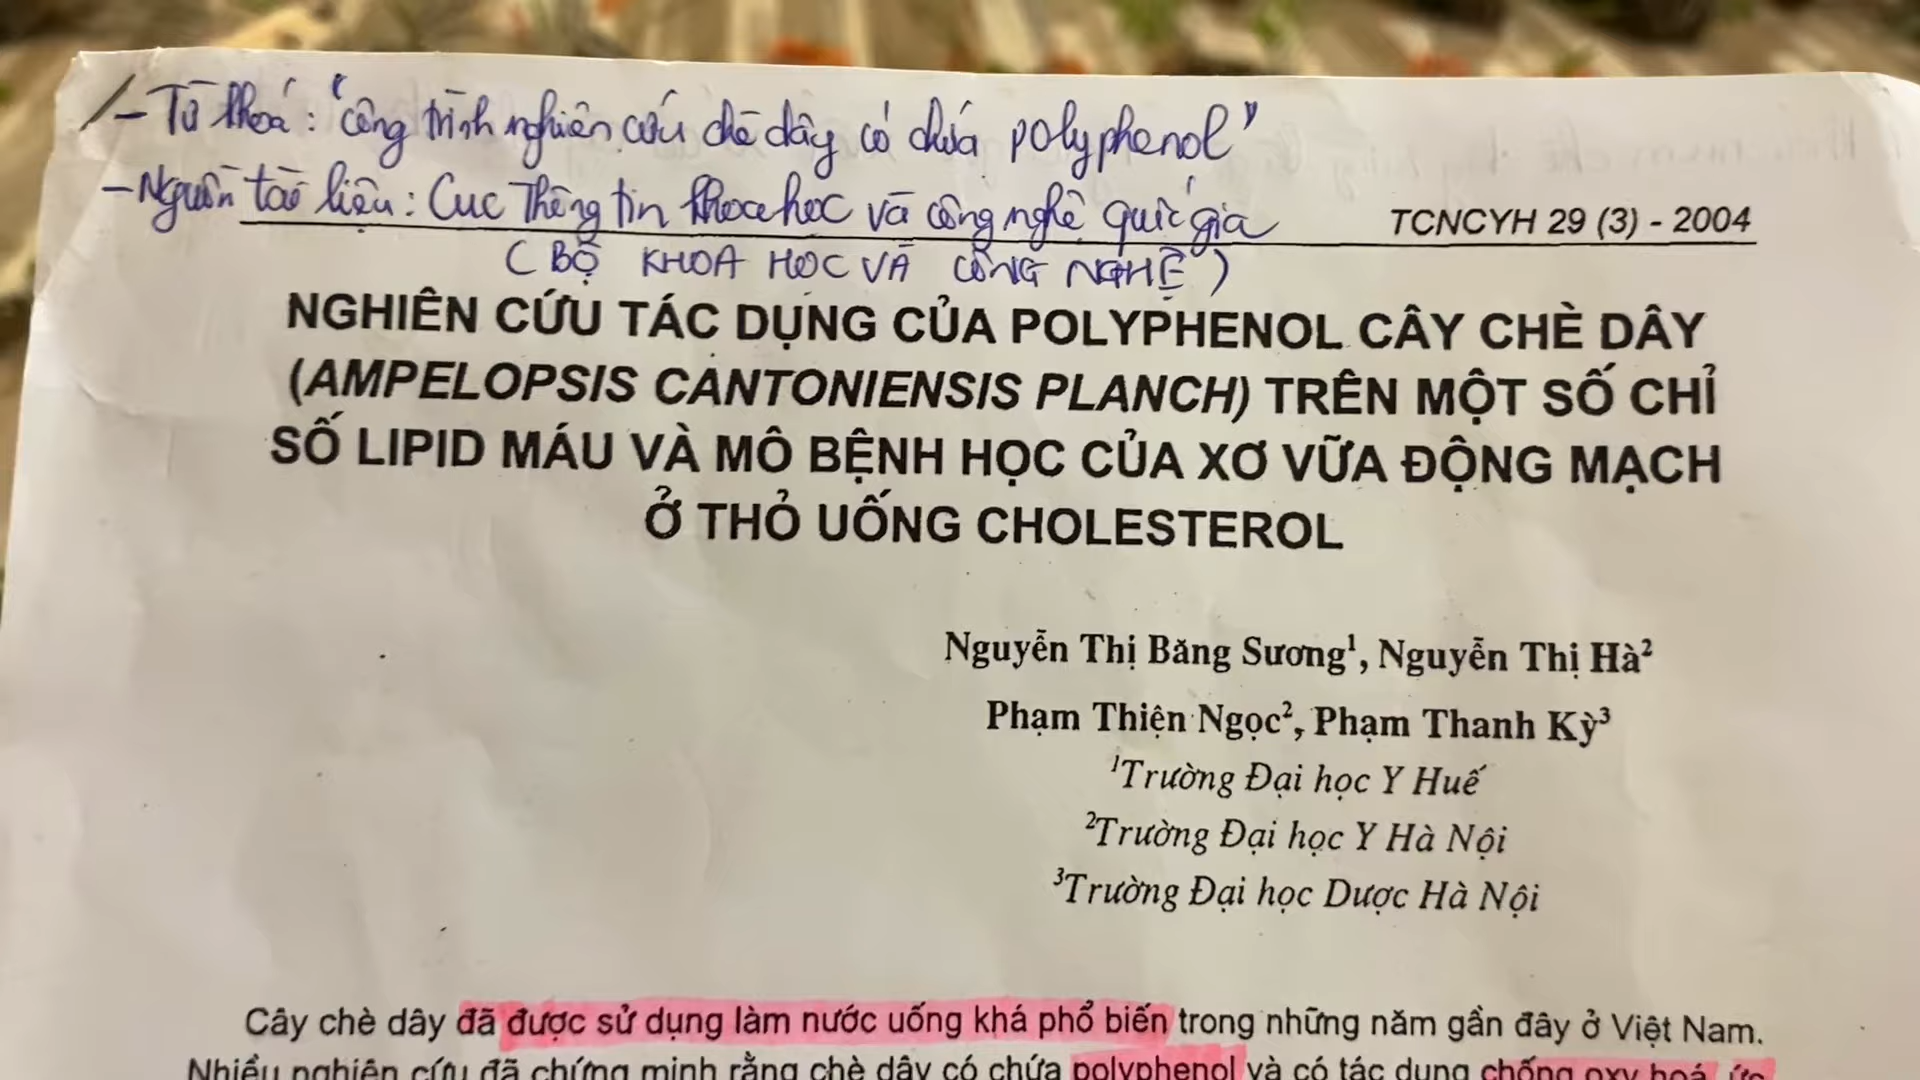 - Từ khoá: "công trình nghiên cứu chè dây có chứa polyphenol"
- Nguồn tài liệu: Cục Thông tin khoa học và công nghệ quốc gia
TCNCYH 29 (3) - 2004
(BỘ KHOA HỌC VÀ CÔNG NGHỆ)
NGHIÊN CỨU TÁC DỤNG CỦA POLYPHENOL CÂY CHÈ DÂY
(AMPELOPSIS CANTONIENSIS PLANCH) TRÊN MỘT SỐ CHỈ
SỐ LIPID MÁU VÀ MÔ BỆNH HỌC CỦA XƠ VỮA ĐỘNG MẠCH
Ở THỎ UỐNG CHOLESTEROL
Nguyễn Thị Băng Sương¹, Nguyễn Thị Hà²
Phạm Thiện Ngọc², Phạm Thanh Kỳ³
¹Trường Đại học Y Huế
²Trường Đại học Y Hà Nội
³Trường Đại học Dược Hà Nội
Cây chè dây đã được sử dụng làm nước uống khá phổ biến trong những năm gần đây ở Việt Nam.
Nhiều nghiên cứu đã chứng minh rằng chè dây có chứa polyphenol và có tác dụng chống oxy hoá, ức